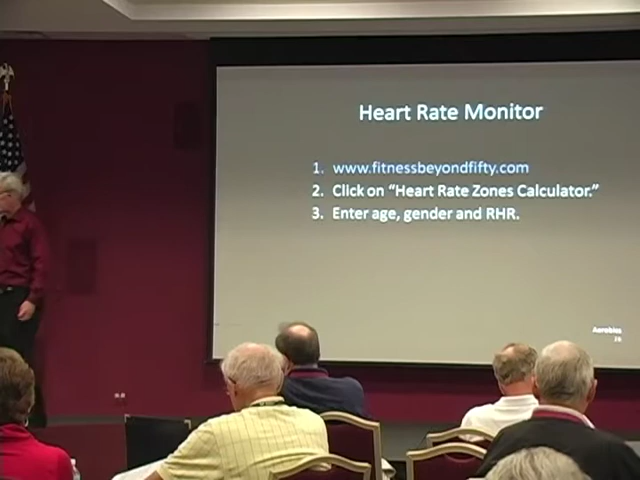 Heart Rate Monitor
1. www.fitnessbeyondfifty.com
2. Click on “Heart Rate Zones Calculator.”
3. Enter age, gender and RHR.
Aerobics